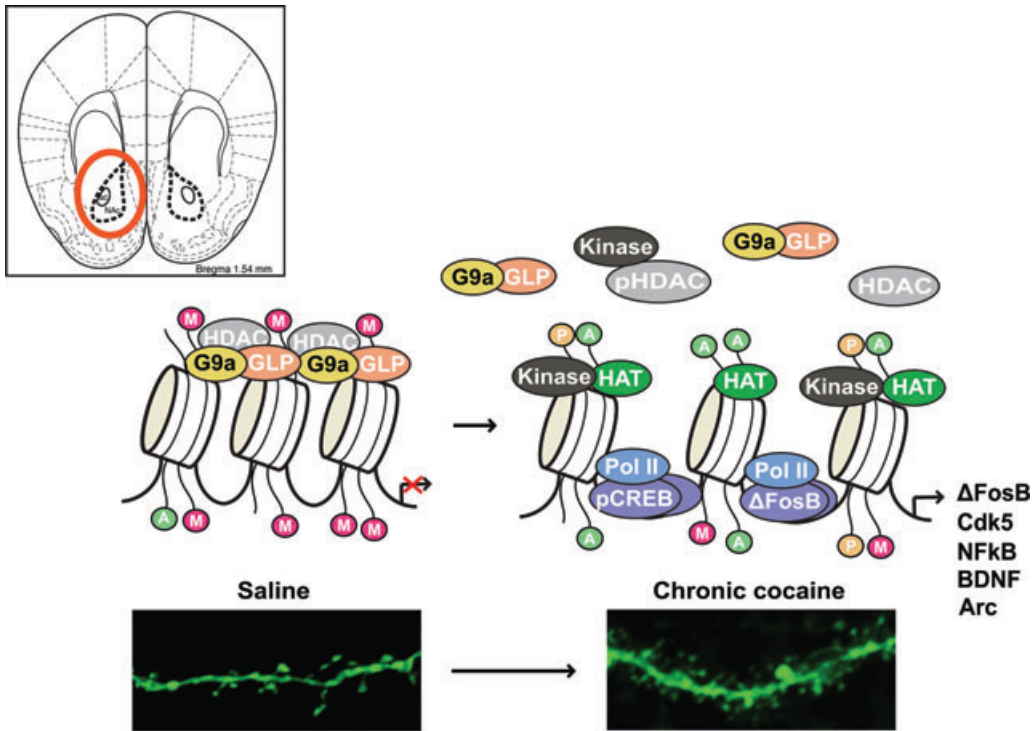 NAc
Bregma 1.54 mm
G9a GLP
Kinase
pHDAC
G9a GLP
HDAC
M M M
HDAC HDAC
G9a GLP G9a GLP
A M M M M
P A
Kinase HAT
A A
HAT
P A
Kinase HAT
Pol II
pCREB
Pol II
ΔFosB
A M A P M
ΔFosB
Cdk5
NFkB
BDNF
Arc
Saline
Chronic cocaine